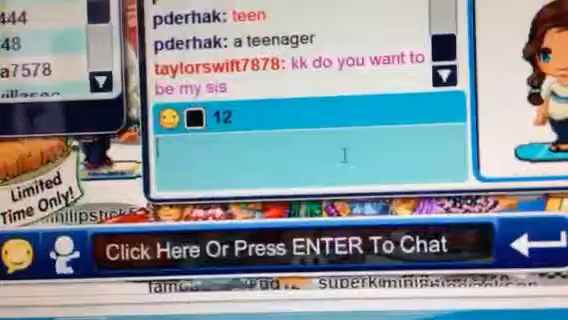 444
48
a7578
pderhak: teen
pderhak: a teenager
taylorswift7878: kk do you want to
be my sis
12
Limited
Time Only!
Click Here Or Press ENTER To Chat